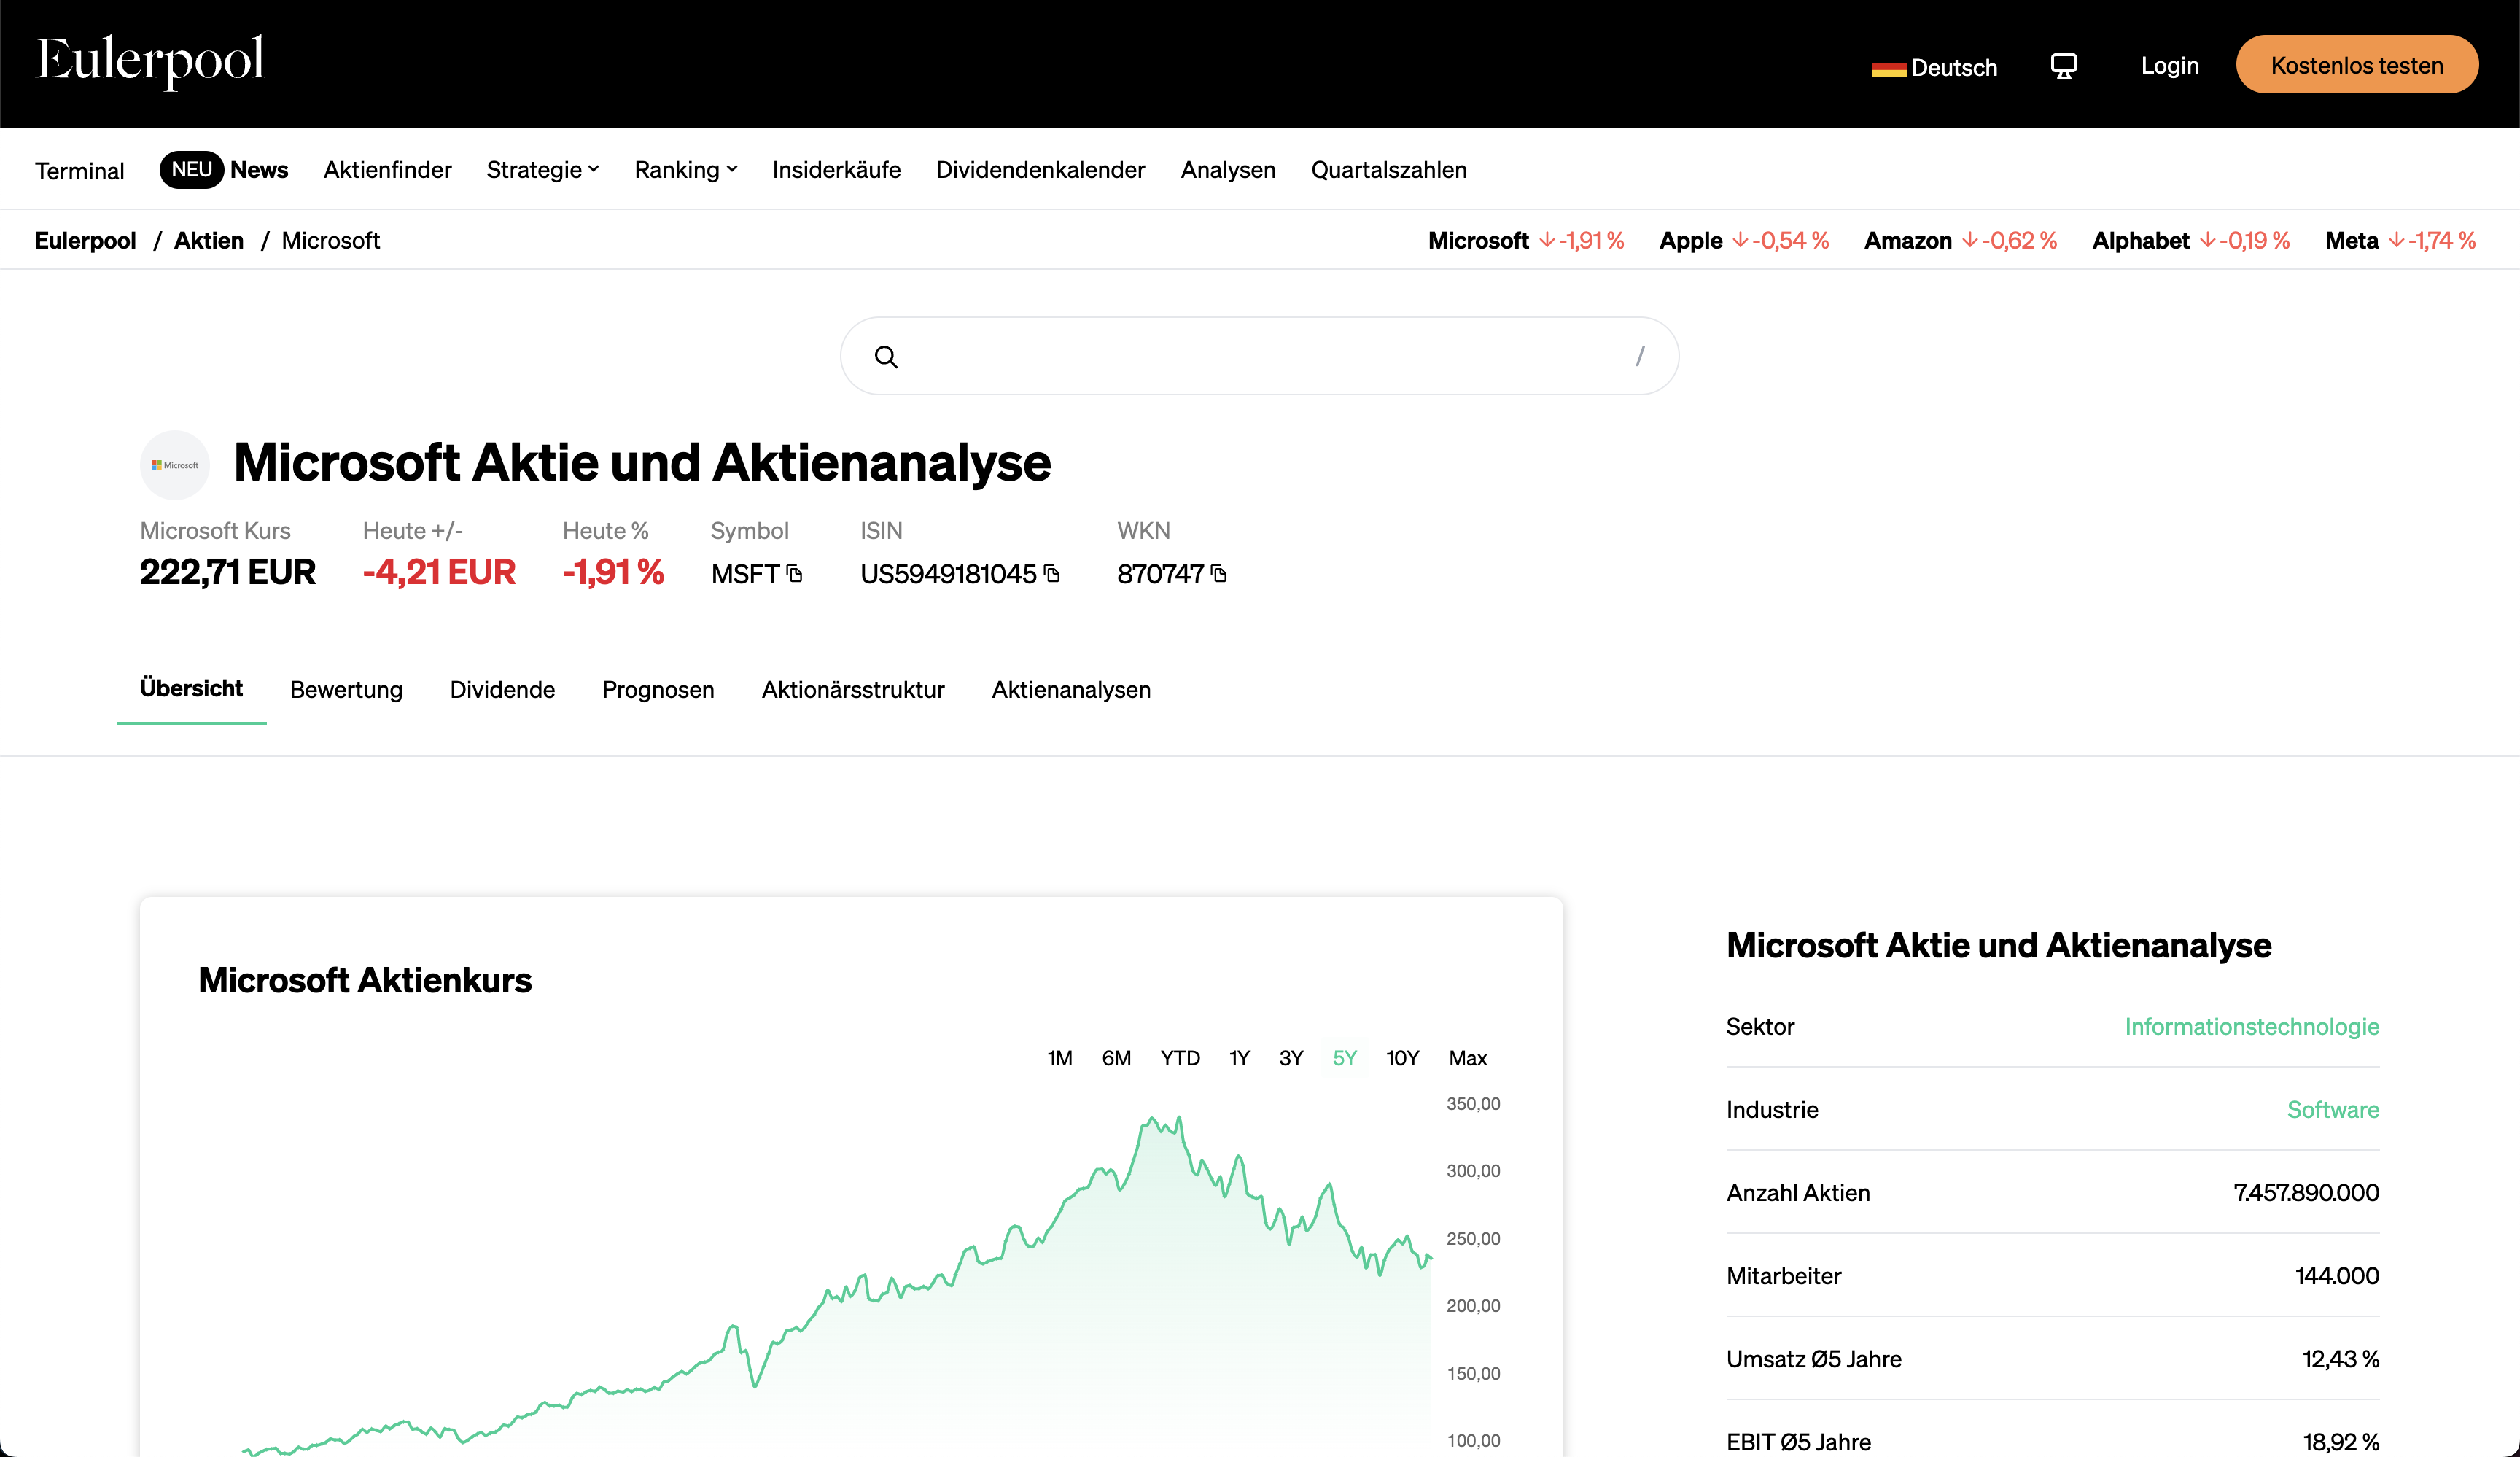 Eulerpool
Deutsch Login Kostenlos testen
Terminal NEU News Aktienfinder Strategie Ranking Insiderkäufe Dividendenkalender Analysen Quartalszahlen
Eulerpool / Aktien / Microsoft
Microsoft ↓-1,91 % Apple ↓-0,54 % Amazon ↓-0,62 % Alphabet ↓-0,19 % Meta ↓-1,74 %
/
Microsoft
Microsoft Aktie und Aktienanalyse
Microsoft Kurs Heute +/- Heute % Symbol ISIN WKN
222,71 EUR -4,21 EUR -1,91 % MSFT US5949181045 870747
Übersicht Bewertung Dividende Prognosen Aktionärsstruktur Aktienanalysen
Microsoft Aktienkurs
1M 6M YTD 1Y 3Y 5Y 10Y Max
350,00
300,00
250,00
200,00
150,00
100,00
Microsoft Aktie und Aktienanalyse
Sektor Informationstechnologie
Industrie Software
Anzahl Aktien 7.457.890.000
Mitarbeiter 144.000
Umsatz Ø5 Jahre 12,43 %
EBIT Ø5 Jahre 18,92 %